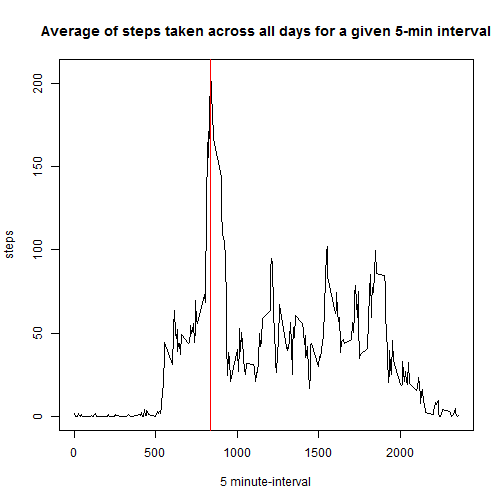 Average of steps taken across all days for a given 5-min interval
200
150
100
50
0
steps
0 500 1000 1500 2000
5 minute-interval